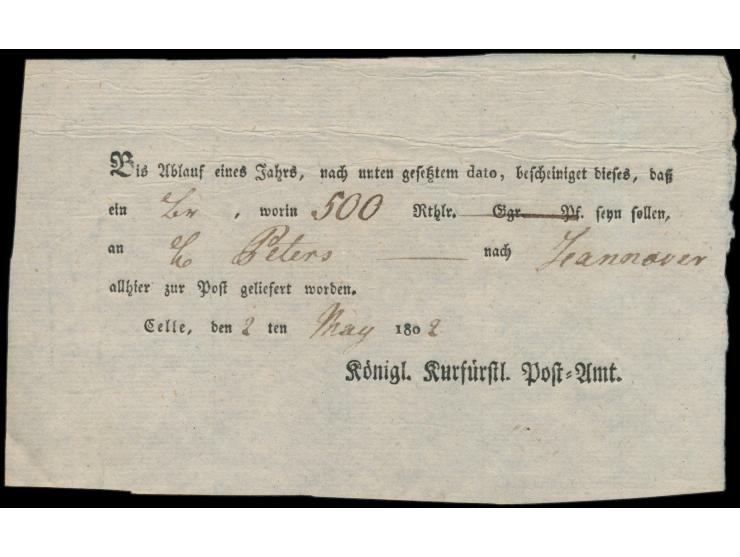 Bis Ablauf eines Jahrs, nach unten gesetztem dato, bescheiniget dieses, daß
ein Br , worin 500 Rthlr. Ggr. Pf. seyn sollen,
an H Peters nach Hannover
allhier zur Post geliefert worden.
Celle, den 2 ten May 1802
Königl. Kurfürstl. Post-Amt.